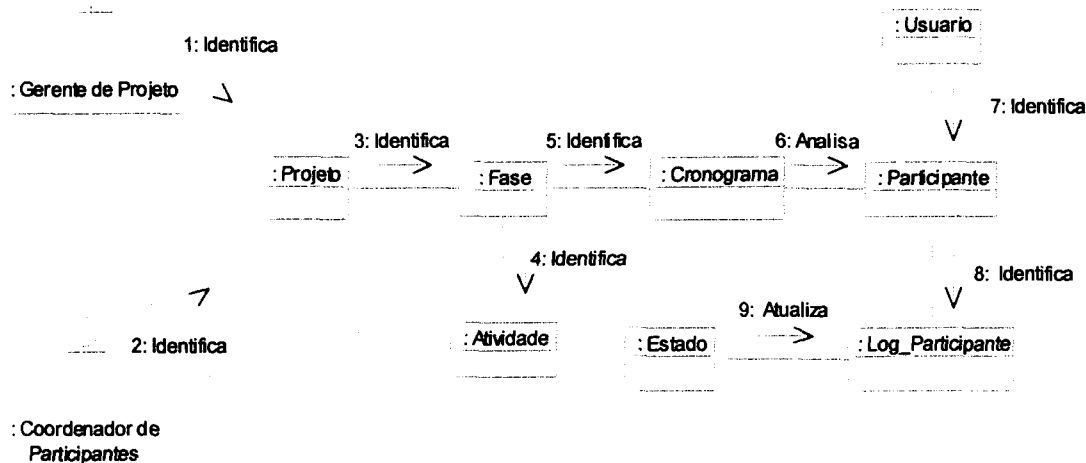 : Usuario
1: Identifica
: Gerente de Projeto
7: Identifica
3: Identifica
5: Identifica
6: Analisa
: Projeto
: Fase
: Cronograma
: Participante
4: Identifica
8: Identifica
9: Atualiza
2: Identifica
: Atividade
: Estado
: Log_Participante
: Coordenador de
Participantes